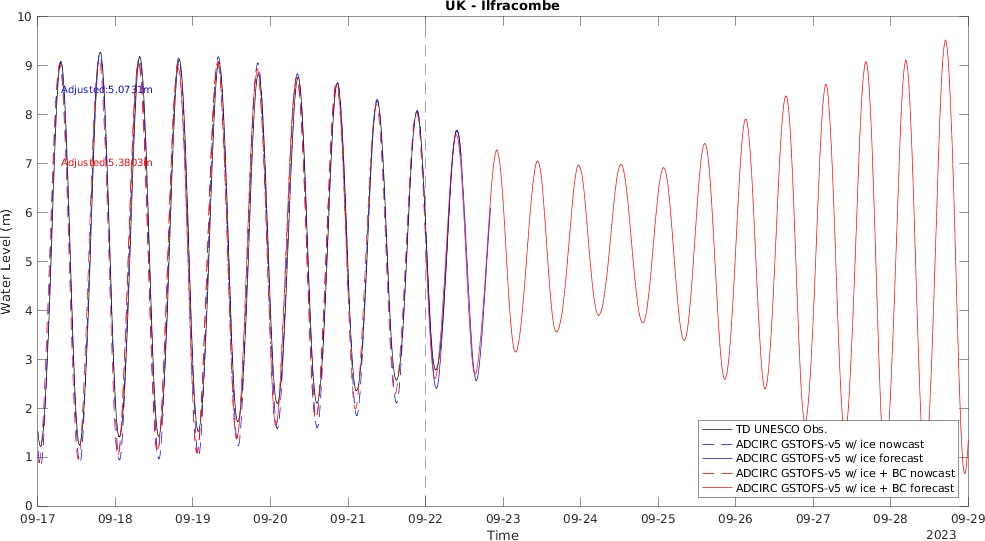 UK - Ilfracombe
10
9
8
7
6
5
4
3
2
1
0
Water Level (m)
Adjusted:5.0731m
Adjusted:5.3803m
TD UNESCO Obs.
ADCIRC GSTOFS-v5 w/ ice nowcast
ADCIRC GSTOFS-v5 w/ ice forecast
ADCIRC GSTOFS-v5 w/ ice + BC nowcast
ADCIRC GSTOFS-v5 w/ ice + BC forecast
09-17 09-18 09-19 09-20 09-21 09-22 09-23 09-24 09-25 09-26 09-27 09-28 09-29
Time
2023